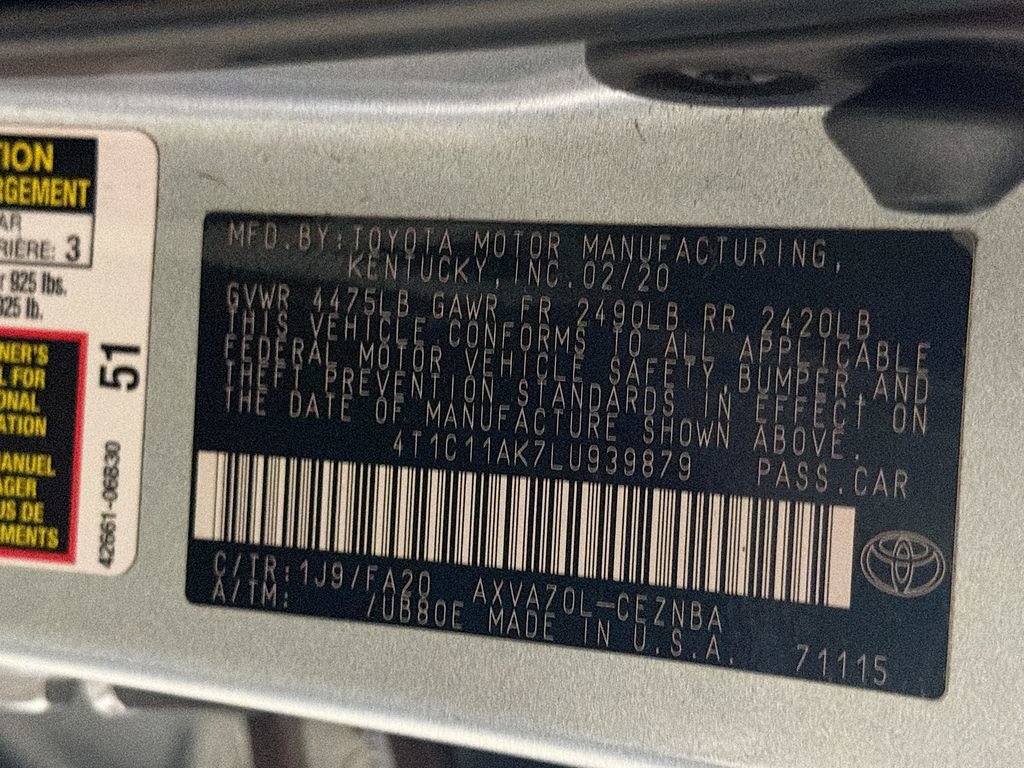 TION
RGEMENT
AR
RIÈRE: 3
r 925 lbs.
925 lb.
NER'S
L FOR
ONAL
ATION
MANUEL
AGER
US DE
MENTS
51
42661-06830
MFD.BY:TOYOTA MOTOR MANUFACTURING,
KENTUCKY,INC.02/20
GVWR 4475LB GAWR FR 2490LB RR 2420LB
THIS VEHICLE CONFORMS TO ALL APPLICABLE
FEDERAL MOTOR VEHICLE SAFETY,BUMPER,AND
THEFT PREVENTION STANDARDS IN EFFECT ON
THE DATE OF MANUFACTURE SHOWN ABOVE.
4T1C11AK7LU939879 PASS.CAR
C/TR:1J9/FA20 AXVA70L-CEZNBA
A/TM: /UB80E MADE IN U.S.A. 71115